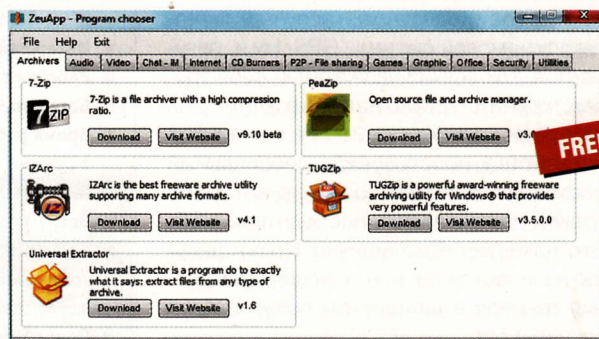 ZeuApp - Program chooser
File Help Exit
Archivers Audio Video Chat - IM Internet CD Burners P2P - File sharing Games Graphic Office Security Utilities
7-Zip
7 ZIP
7-Zip is a file archiver with a high compression
ratio.
Download Visit Website v9.10 beta
PeaZip
Open source file and archive manager.
Download Visit Website
FREE
IZArc
IZ
IZArc is the best freeware archive utility
supporting many archive formats.
Download Visit Website v4.1
TUGZip
TUGZip is a powerful award-winning freeware
archiving utility for Windows® that provides
very powerful features.
Download Visit Website v3.5.0.0
Universal Extractor
Universal Extractor is a program do to exactly
what it says: extract files from any type of
archive.
Download Visit Website v1.6